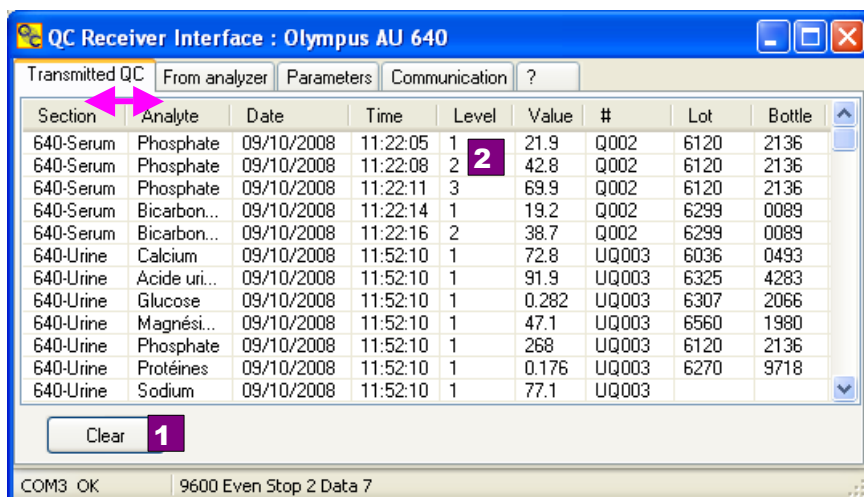 QC Receiver Interface : Olympus AU 640
Transmitted QC From analyzer Parameters Communication ?
Section Analyte Date Time Level Value # Lot Bottle
640-Serum Phosphate 09/10/2008 11:22:05 1 21.9 Q002 6120 2136
640-Serum Phosphate 09/10/2008 11:22:08 2 42.8 Q002 6120 2136
2
640-Serum Phosphate 09/10/2008 11:22:11 3 69.9 Q002 6120 2136
640-Serum Bicarbon... 09/10/2008 11:22:14 1 19.2 Q002 6299 0089
640-Serum Bicarbon... 09/10/2008 11:22:16 2 38.7 Q002 6299 0089
640-Urine Calcium 09/10/2008 11:52:10 1 72.8 UQ003 6036 0493
640-Urine Acide uri... 09/10/2008 11:52:10 1 91.9 UQ003 6325 4283
640-Urine Glucose 09/10/2008 11:52:10 1 0.282 UQ003 6307 2066
640-Urine Magnési... 09/10/2008 11:52:10 1 47.1 UQ003 6560 1980
640-Urine Phosphate 09/10/2008 11:52:10 1 268 UQ003 6120 2136
640-Urine Protéines 09/10/2008 11:52:10 1 0.176 UQ003 6270 9718
640-Urine Sodium 09/10/2008 11:52:10 1 77.1 UQ003
Clear 1
COM3 OK 9600 Even Stop 2 Data 7